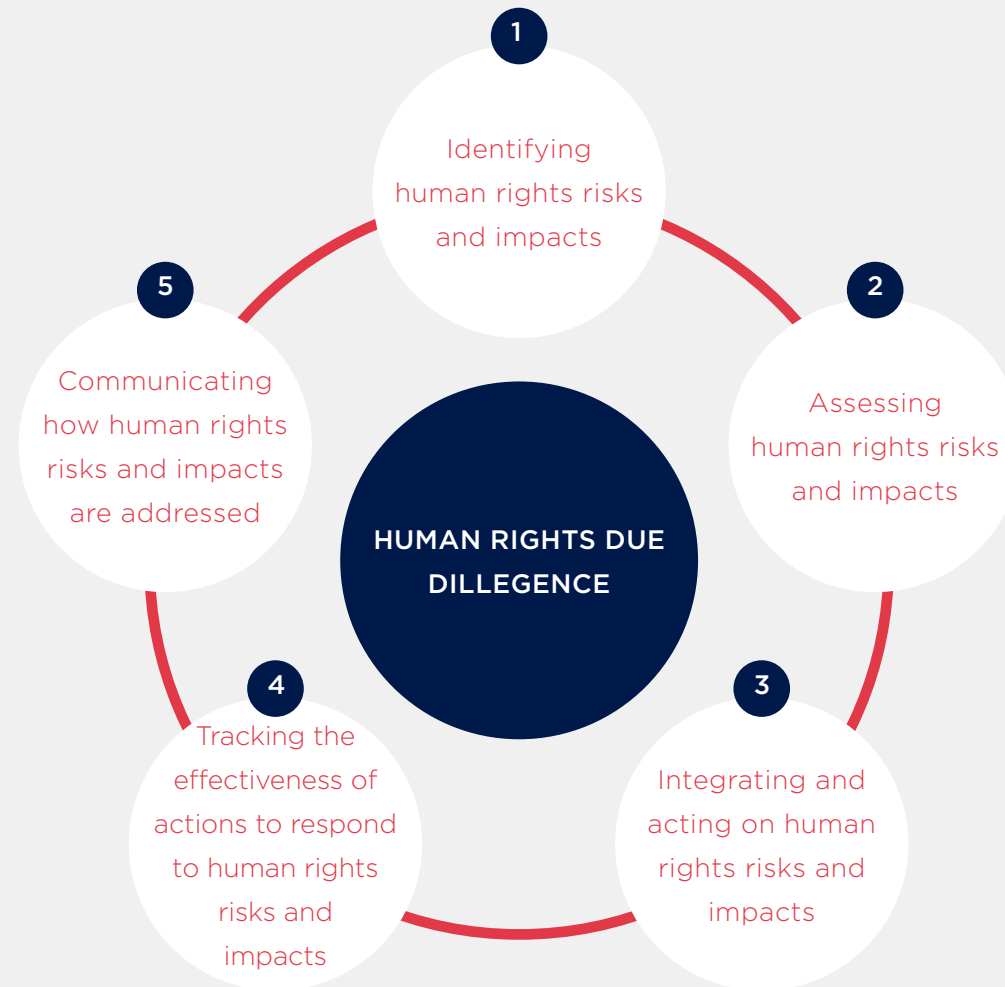 1
Identifying
human rights risks
and impacts
2
Assessing
human rights risks
and impacts
3
Integrating and
acting on human
rights risks and
impacts
4
Tracking the
effectiveness of
actions to respond
to human rights
risks and
impacts
5
Communicating
how human rights
risks and impacts
are addressed
HUMAN RIGHTS DUE
DILLEGENCE